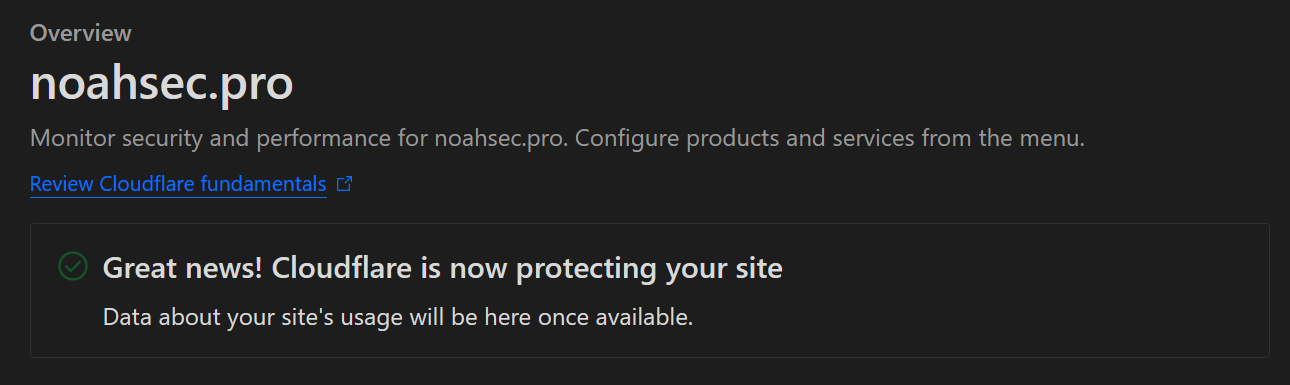 Overview
noahsec.pro
Monitor security and performance for noahsec.pro. Configure products and services from the menu.
Review Cloudflare fundamentals
Great news! Cloudflare is now protecting your site
Data about your site's usage will be here once available.